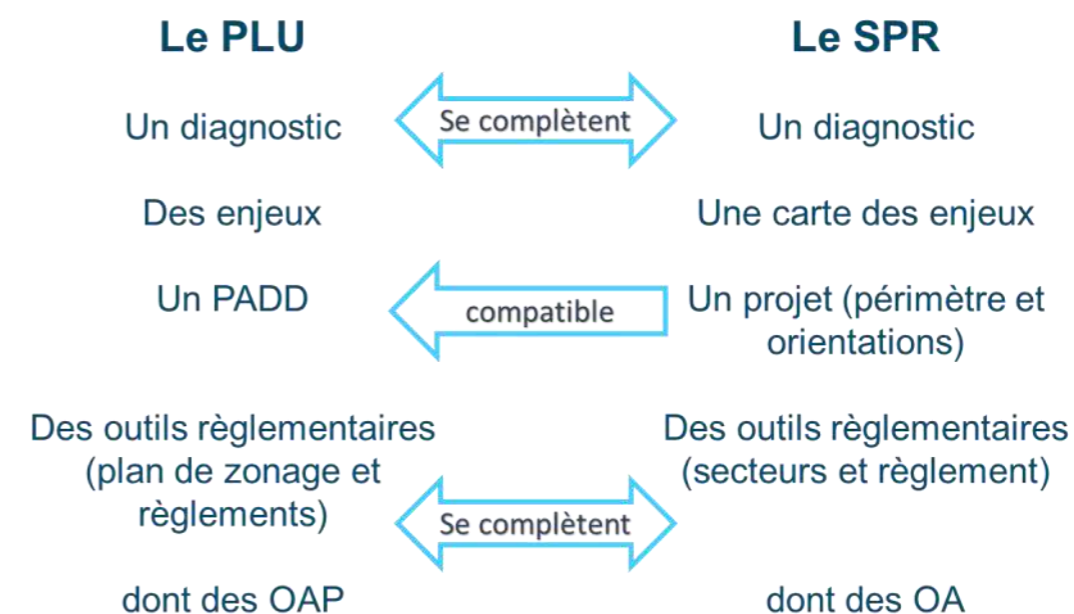 Le PLU
Le SPR
Un diagnostic
Se complètent
Un diagnostic
Des enjeux
Une carte des enjeux
Un PADD
compatible
Un projet (périmètre et
orientations)
Des outils règlementaires
(plan de zonage et
règlements)
Des outils règlementaires
(secteurs et règlement)
Se complètent
dont des OAP
dont des OA